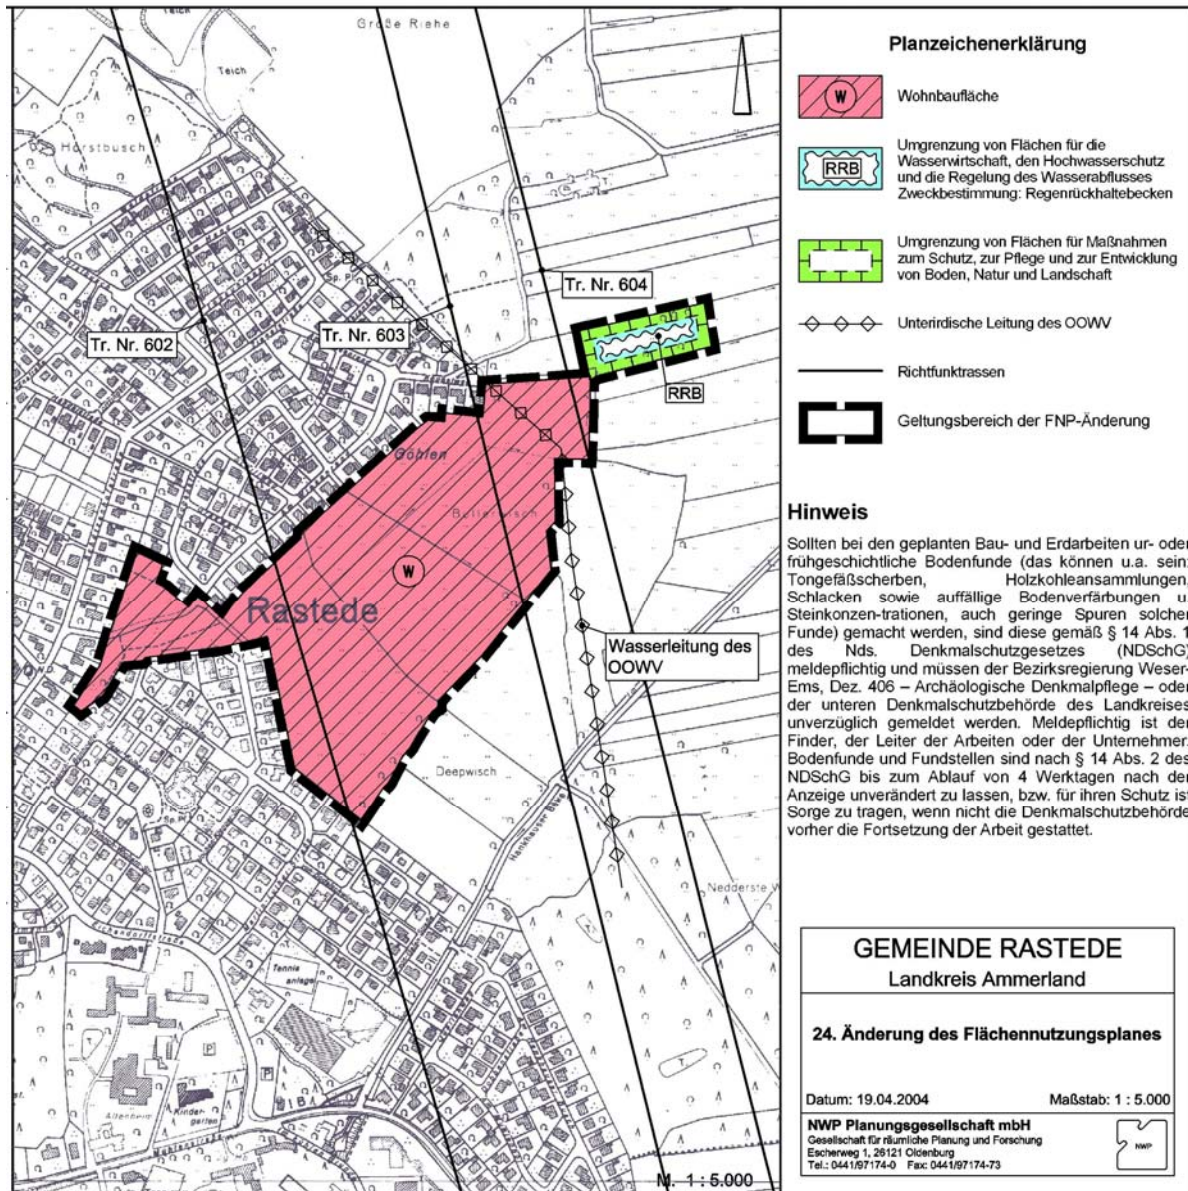 Große Riehe
Teich
Teich
Horstbusch
Tr. Nr. 604
Tr. Nr. 603
Tr. Nr. 602
RRB
Göhlen
W
Rastede
Wasserleitung des
OOWV
Deepwisch
Hankhauser
Nedderste
Eichendorffstraße
Tennis
anlage
P
P
Altenheim
Kinder-
garten
M. 1 : 5.000
Planzeichenerklärung
W
Wohnbaufläche
RRB
Umgrenzung von Flächen für die
Wasserwirtschaft, den Hochwasserschutz
und die Regelung des Wasserabflusses
Zweckbestimmung: Regenrückhaltebecken
Umgrenzung von Flächen für Maßnahmen
zum Schutz, zur Pflege und zur Entwicklung
von Boden, Natur und Landschaft
Unterirdische Leitung des OOWV
Richtfunktrassen
Geltungsbereich der FNP-Änderung
Hinweis
Sollten bei den geplanten Bau- und Erdarbeiten ur- oder
frühgeschichtliche Bodenfunde (das können u.a. sein:
Tongefäßscherben, Holzkohleansammlungen,
Schlacken sowie auffällige Bodenverfärbungen u.
Steinkonzen-trationen, auch geringe Spuren solcher
Funde) gemacht werden, sind diese gemäß § 14 Abs. 1
des Nds. Denkmalschutzgesetzes (NDSchG)
meldepflichtig und müssen der Bezirksregierung Weser-
Ems, Dez. 406 – Archäologische Denkmalpflege – oder
der unteren Denkmalschutzbehörde des Landkreises
unverzüglich gemeldet werden. Meldepflichtig ist der
Finder, der Leiter der Arbeiten oder der Unternehmer.
Bodenfunde und Fundstellen sind nach § 14 Abs. 2 des
NDSchG bis zum Ablauf von 4 Werktagen nach der
Anzeige unverändert zu lassen, bzw. für ihren Schutz ist
Sorge zu tragen, wenn nicht die Denkmalschutzbehörde
vorher die Fortsetzung der Arbeit gestattet.
GEMEINDE RASTEDE
Landkreis Ammerland
24. Änderung des Flächennutzungsplanes
Datum: 19.04.2004 Maßstab: 1 : 5.000
NWP Planungsgesellschaft mbH
Gesellschaft für räumliche Planung und Forschung
Escherweg 1, 26121 Oldenburg
Tel.: 0441/97174-0 Fax: 0441/97174-73
NWP